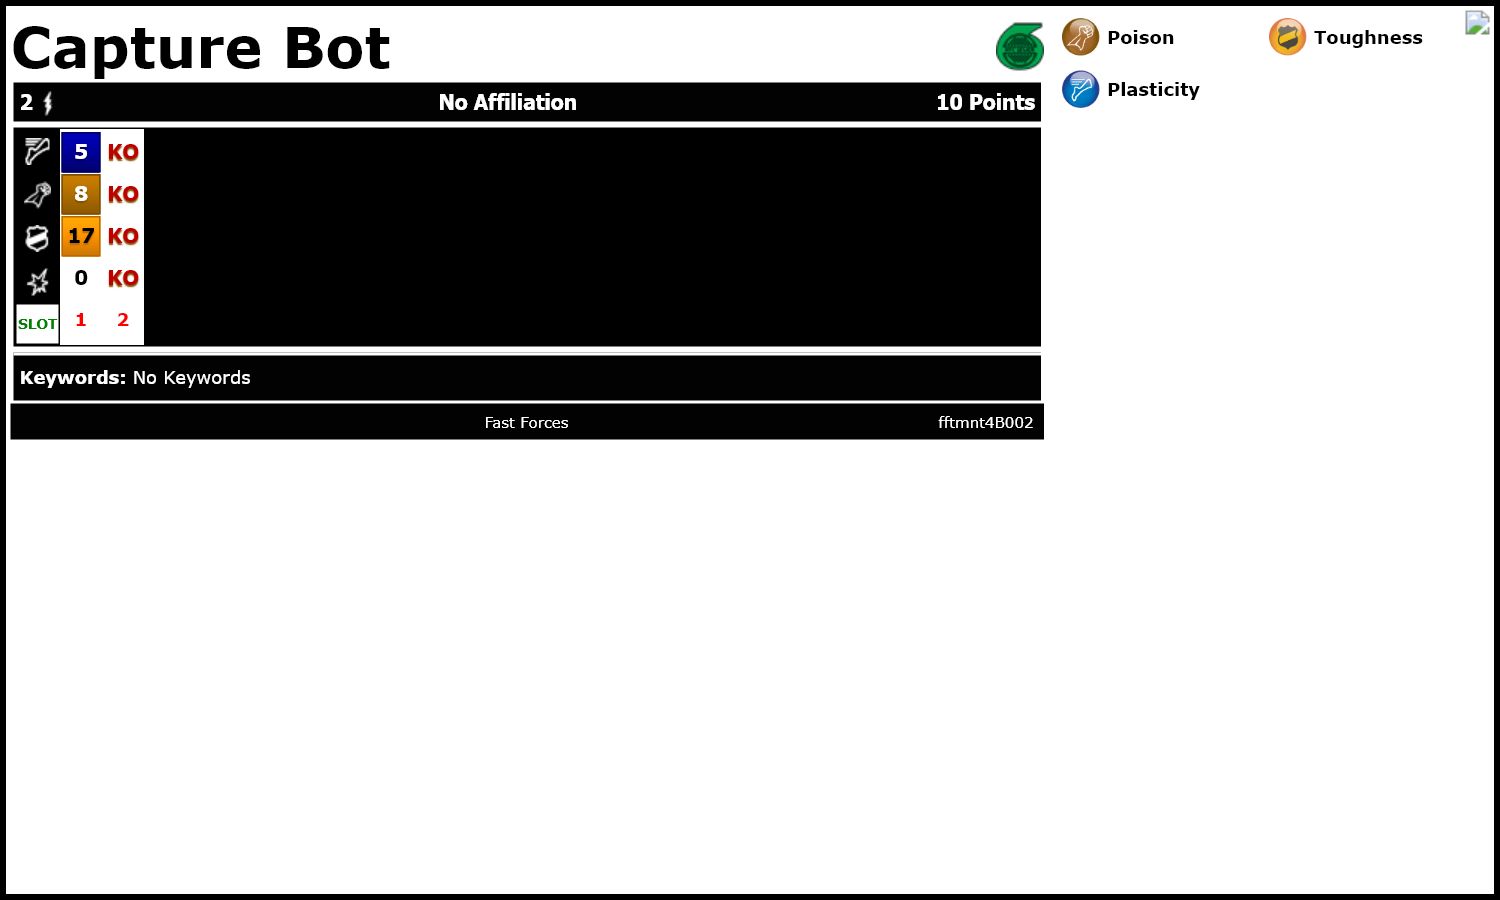 Capture Bot
2 No Affiliation 10 Points
5 KO
8 KO
17 KO
0 KO
SLOT 1 2
Keywords: No Keywords
Fast Forces fftmnt4B002
Poison Toughness
Plasticity